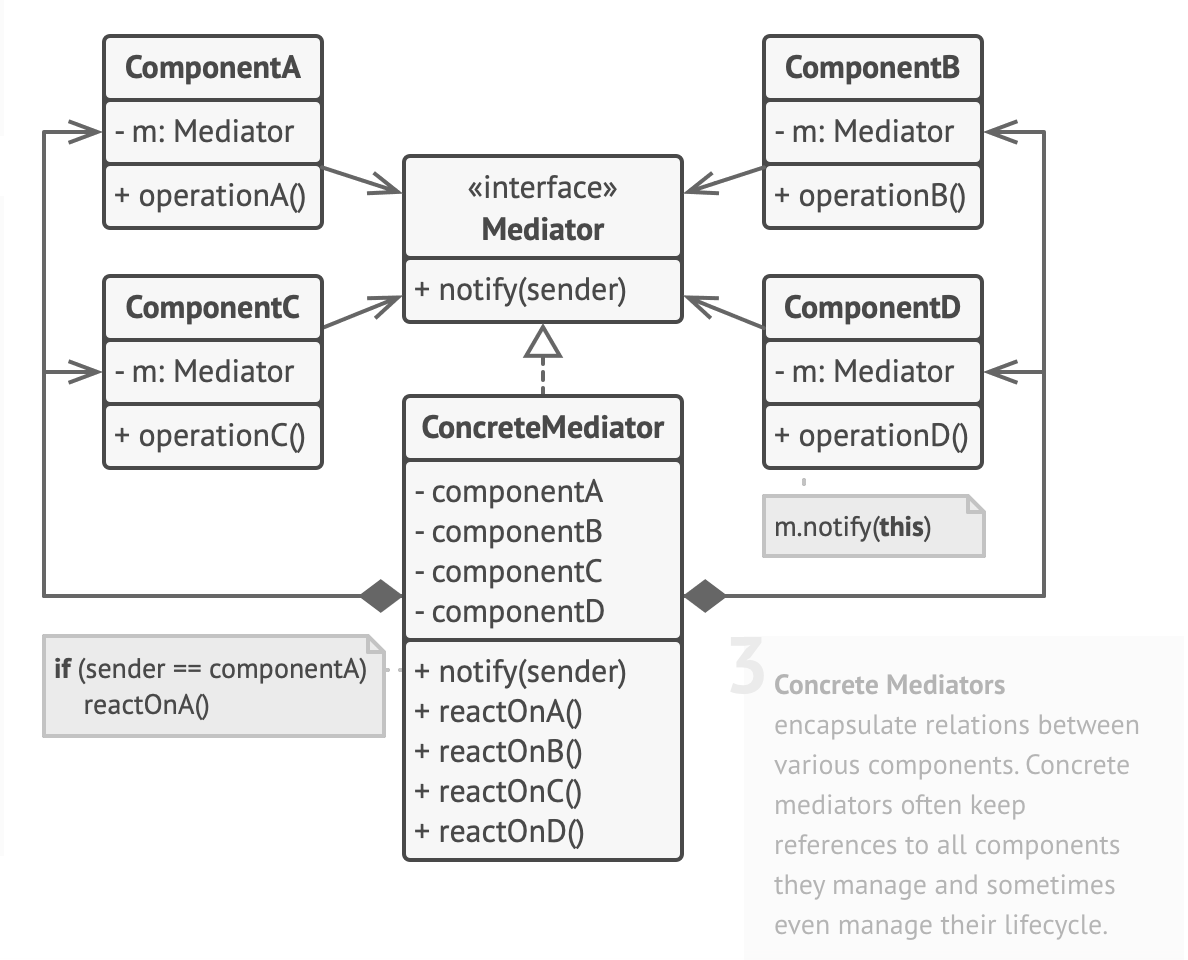 ComponentA
- m: Mediator
+ operationA()
ComponentB
- m: Mediator
+ operationB()
«interface»
Mediator
+ notify(sender)
ComponentC
- m: Mediator
+ operationC()
ComponentD
- m: Mediator
+ operationD()
m.notify(this)
ConcreteMediator
- componentA
- componentB
- componentC
- componentD
+ notify(sender)
+ reactOnA()
+ reactOnB()
+ reactOnC()
+ reactOnD()
if (sender == componentA)
reactOnA()
3
Concrete Mediators
encapsulate relations between
various components. Concrete
mediators often keep
references to all components
they manage and sometimes
even manage their lifecycle.